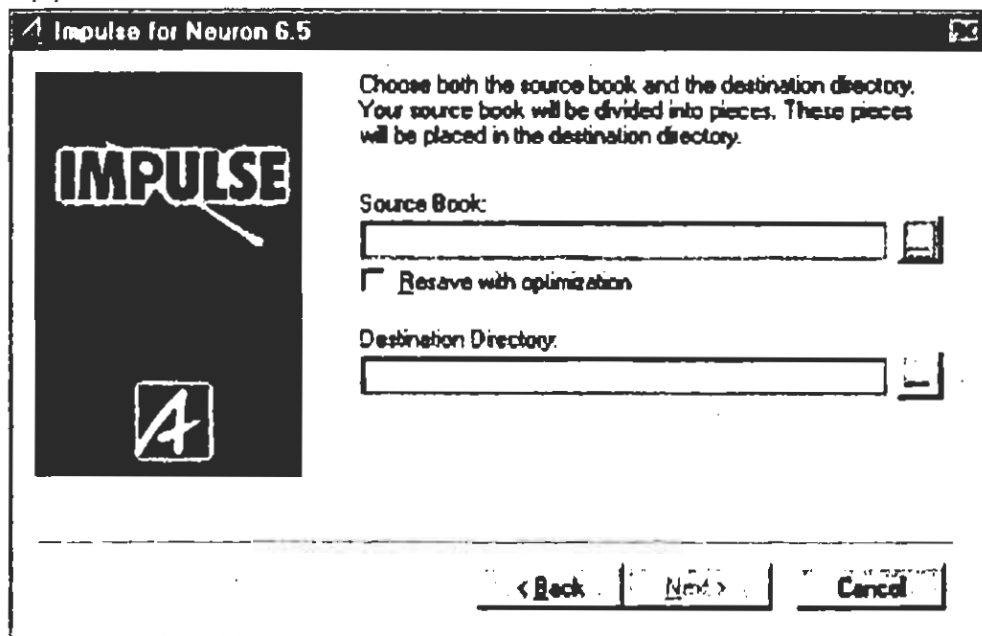 Impulse for Neuron 6.5
Choose both the source book and the destination directory.
Your source book will be divided into pieces. These pieces
will be placed in the destination directory.
IMPULSE
Source Book:
Resave with optimization
Destination Directory:
A
< Back Next > Cancel